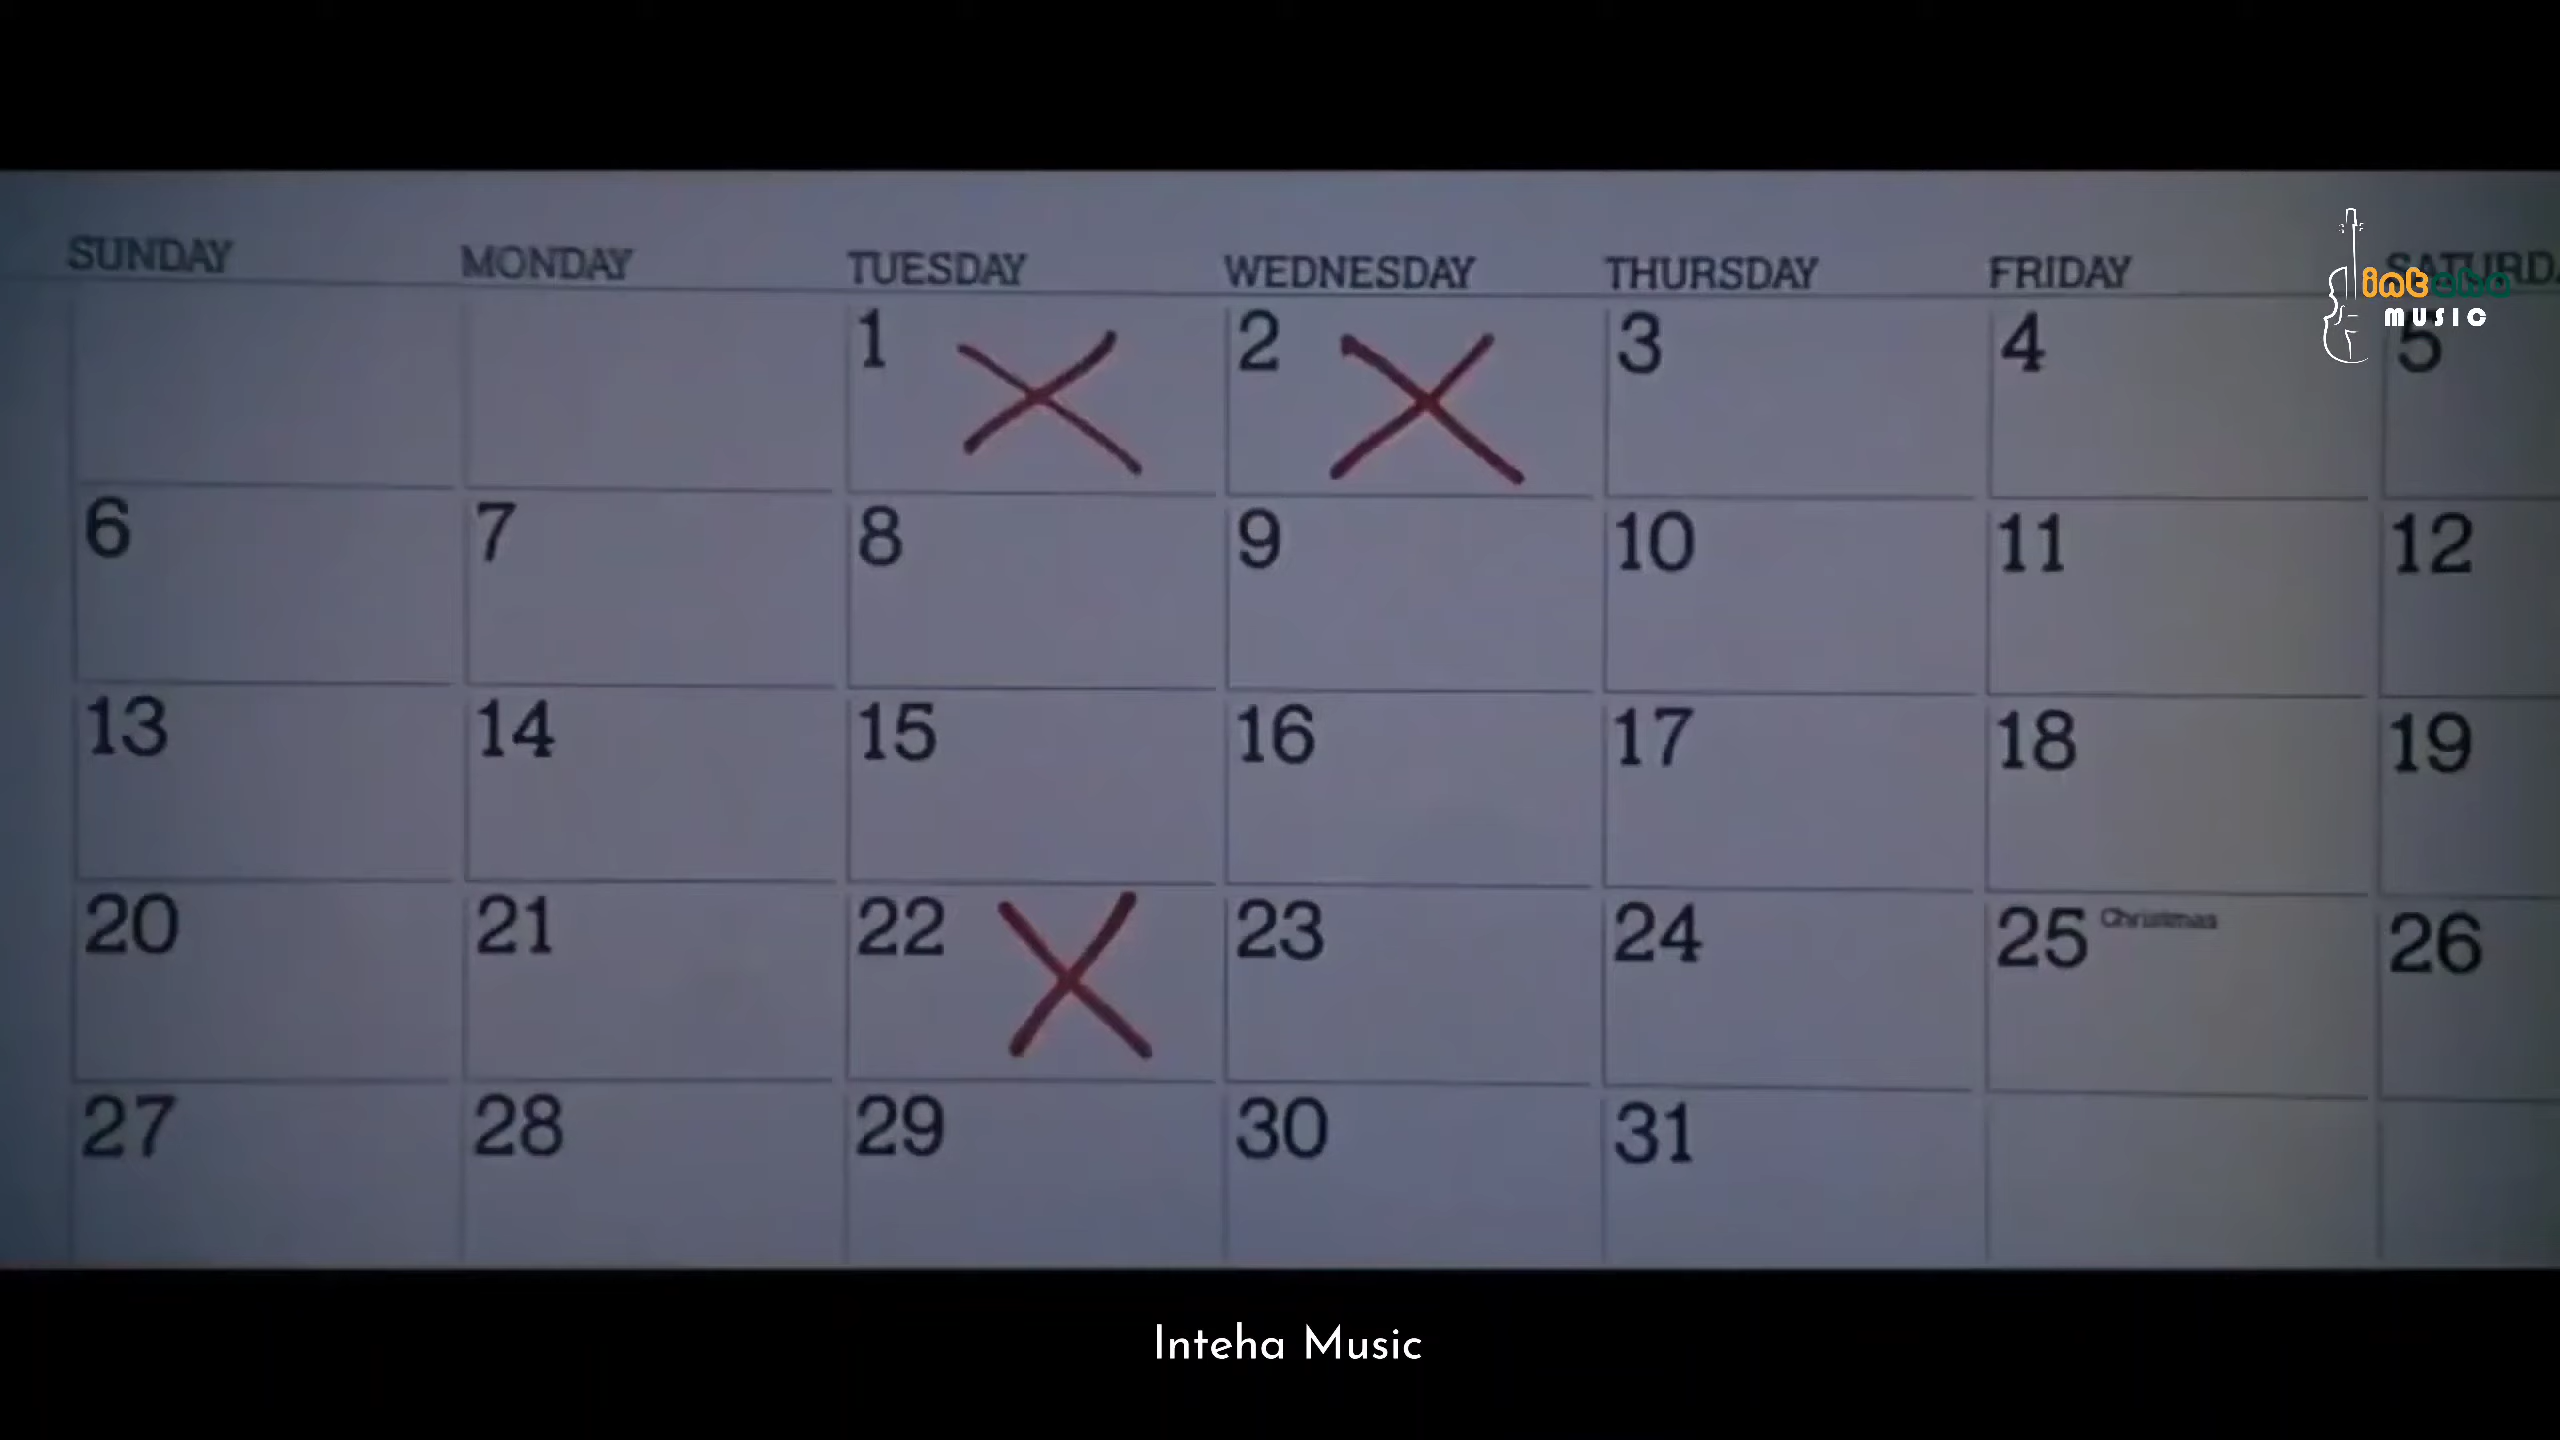 SUNDAY MONDAY TUESDAY WEDNESDAY THURSDAY FRIDAY SATURDA
inteha
MUSIC
1 2 3 4 5
6 7 8 9 10 11 12
13 14 15 16 17 18 19
20 21 22 23 24 25 Christmas 26
27 28 29 30 31
Inteha Music